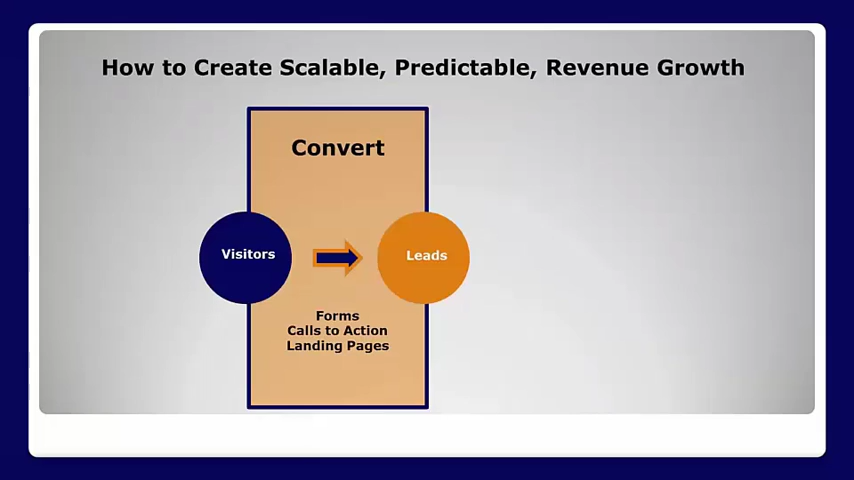 How to Create Scalable, Predictable, Revenue Growth
Convert
Visitors
Leads
Forms
Calls to Action
Landing Pages